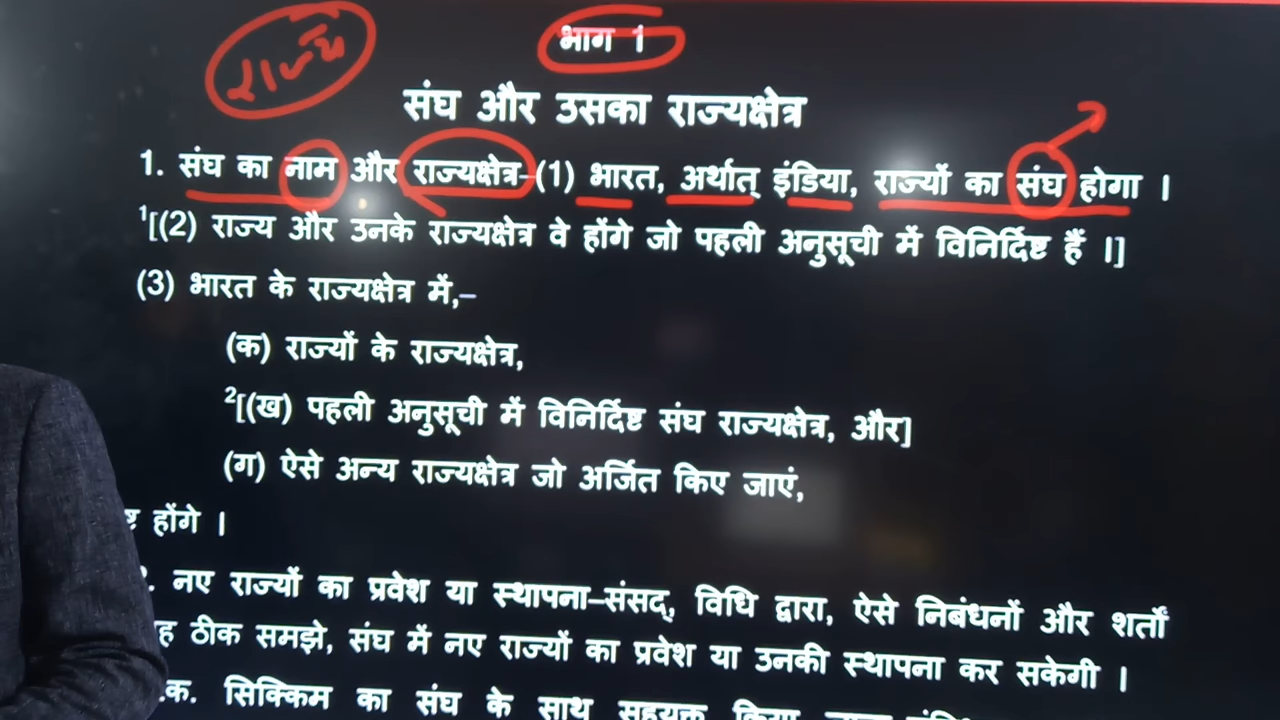 राज्य
भाग 1
संघ और उसका राज्यक्षेत्र
1. संघ का नाम और राज्यक्षेत्र–(1) भारत, अर्थात् इंडिया, राज्यों का संघ होगा ।
¹[(2) राज्य और उनके राज्यक्षेत्र वे होंगे जो पहली अनुसूची में विनिर्दिष्ट हैं ।]
(3) भारत के राज्यक्षेत्र में,–
(क) राज्यों के राज्यक्षेत्र,
²[(ख) पहली अनुसूची में विनिर्दिष्ट संघ राज्यक्षेत्र, और]
(ग) ऐसे अन्य राज्यक्षेत्र जो अर्जित किए जाएं,
होंगे ।
. नए राज्यों का प्रवेश या स्थापना–संसद्, विधि द्वारा, ऐसे निबंधनों और शर्तों
ठीक समझे, संघ में नए राज्यों का प्रवेश या उनकी स्थापना कर सकेगी ।
क. सिक्किम का संघ के साथ सहयुक्त किया